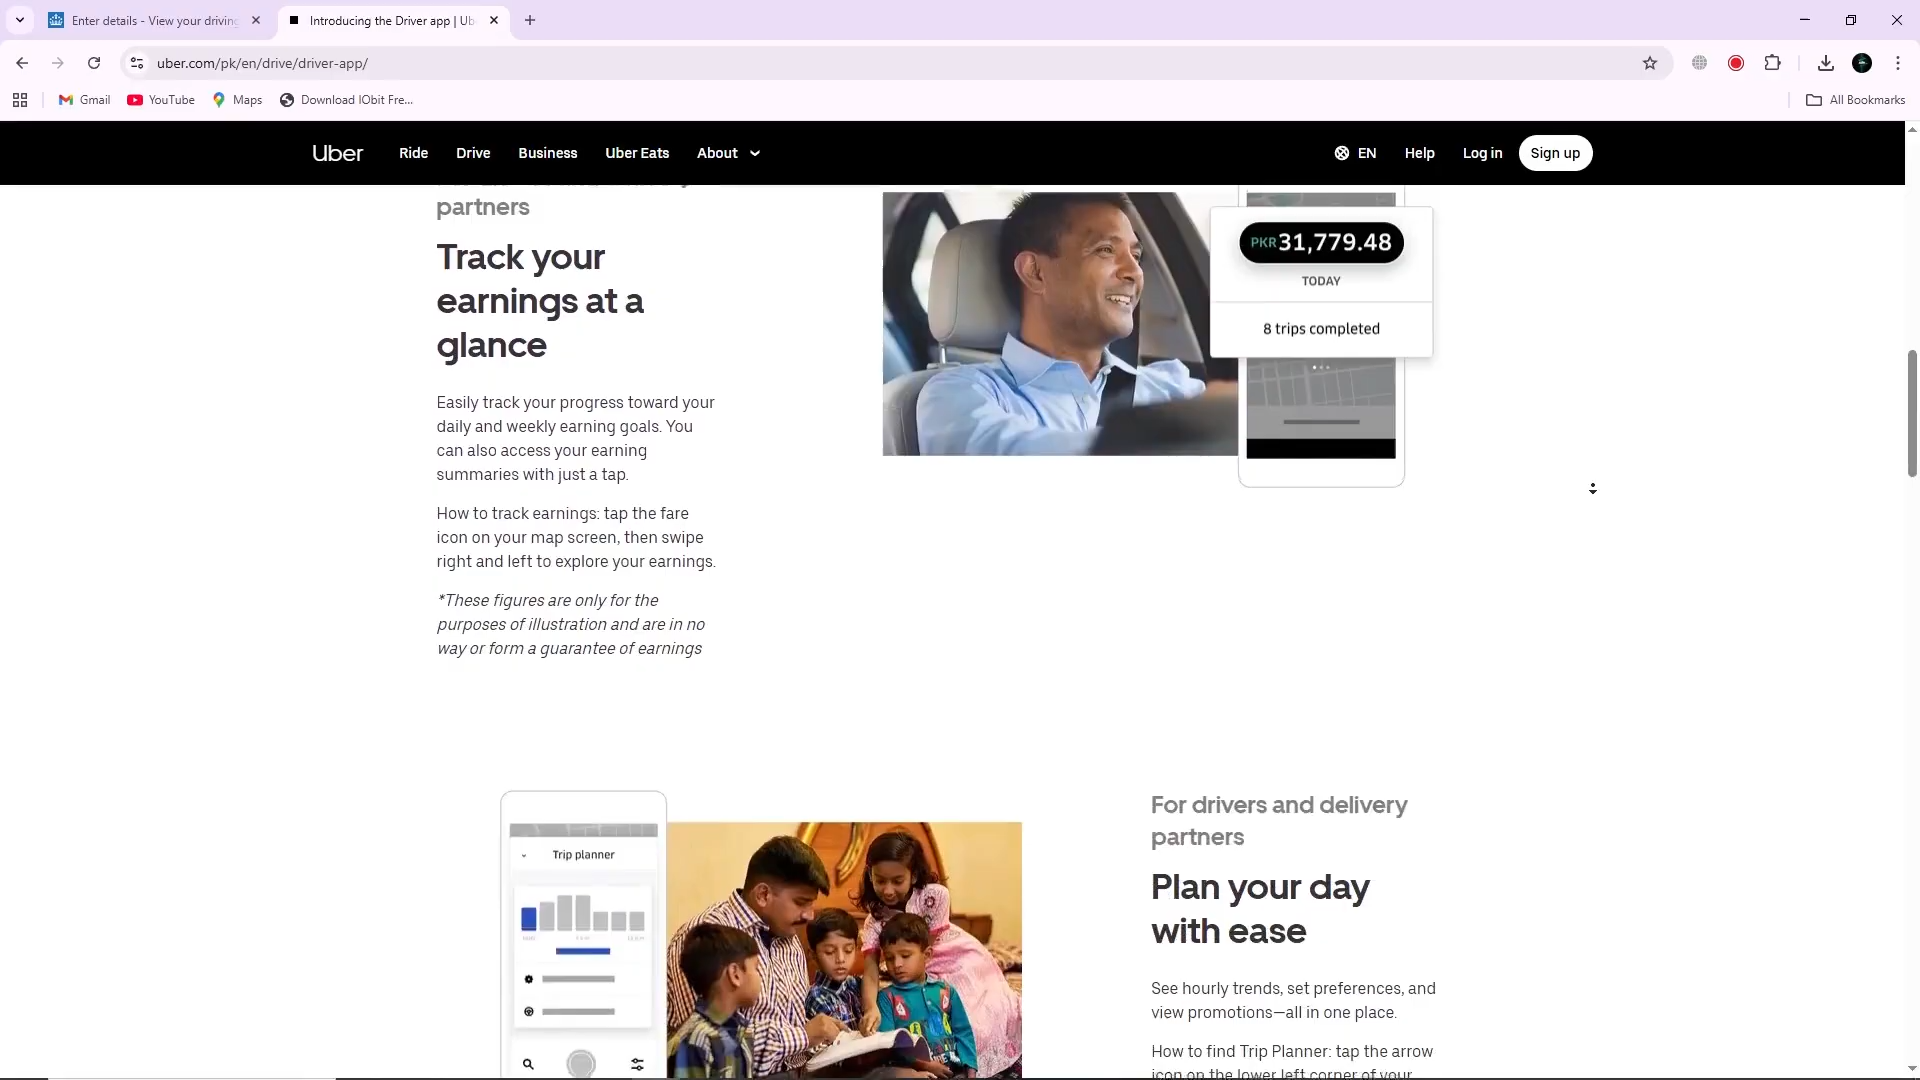 Enter details - View your driving
Introducing the Driver app | Ub
uber.com/pk/en/drive/driver-app/
Gmail
YouTube
Maps
Download IObit Fre...
All Bookmarks
Uber
Ride
Drive
Business
Uber Eats
About
EN
Help
Log in
Sign up
partners
Track your
earnings at a
glance
Easily track your progress toward your
daily and weekly earning goals. You
can also access your earning
summaries with just a tap.
How to track earnings: tap the fare
icon on your map screen, then swipe
right and left to explore your earnings.
*These figures are only for the
purposes of illustration and are in no
way or form a guarantee of earnings
PKR31,779.48
TODAY
8 trips completed
Trip planner
For drivers and delivery
partners
Plan your day
with ease
See hourly trends, set preferences, and
view promotions—all in one place.
How to find Trip Planner: tap the arrow
icon on the lower left corner of your